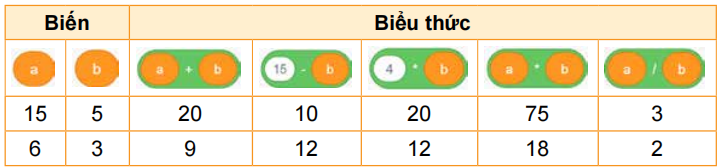 Biến Biểu thức
a b a + b 15 - b 4 * b a * b a / b
15 5 20 10 20 75 3
6 3 9 12 12 18 2